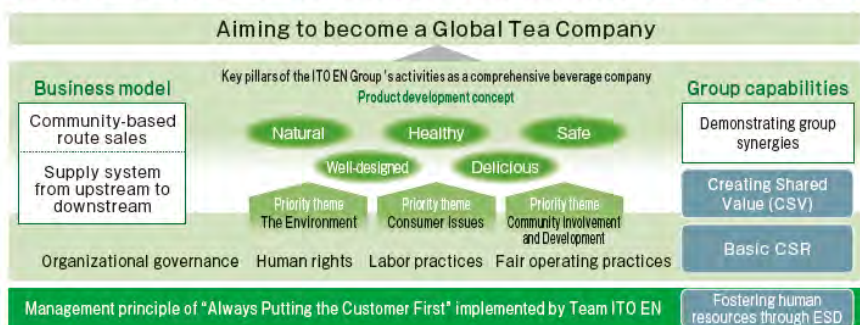 Aiming to become a Global Tea Company
Key pillars of the ITO EN Group's activities as a comprehensive beverage company
Product development concept
Business model
Community-based
route sales
Supply system
from upstream to
downstream
Natural
Healthy
Safe
Well-designed
Delicious
Priority theme
The Environment
Priority theme
Consumer issues
Priority theme
Community Involvement
and Development
Organizational governance
Human rights
Labor practices
Fair operating practices
Group capabilities
Demonstrating group
synergies
Creating Shared
Value (CSV)
Basic CSR
Management principle of "Always Putting the Customer First" implemented by Team ITO EN
Fostering human
resources through ESD